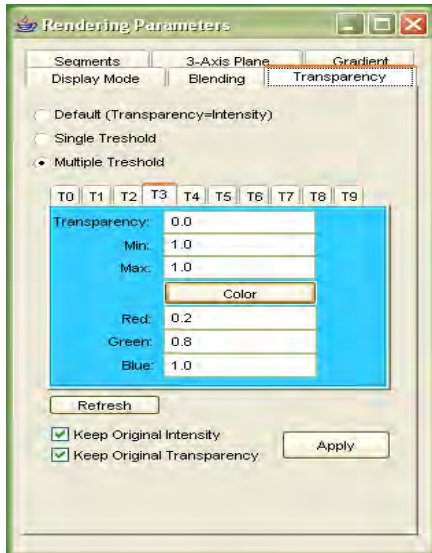 Rendering Parameters
Segments 3-Axis Plane Gradient
Display Mode Blending Transparency
Default (Transparency=Intensity)
Single Treshold
Multiple Treshold
T0 T1 T2 T3 T4 T5 T6 T7 T8 T9
Transparency: 0.0
Min: 1.0
Max: 1.0
Color
Red: 0.2
Green: 0.8
Blue: 1.0
Refresh
Keep Original Intensity
Keep Original Transparency
Apply